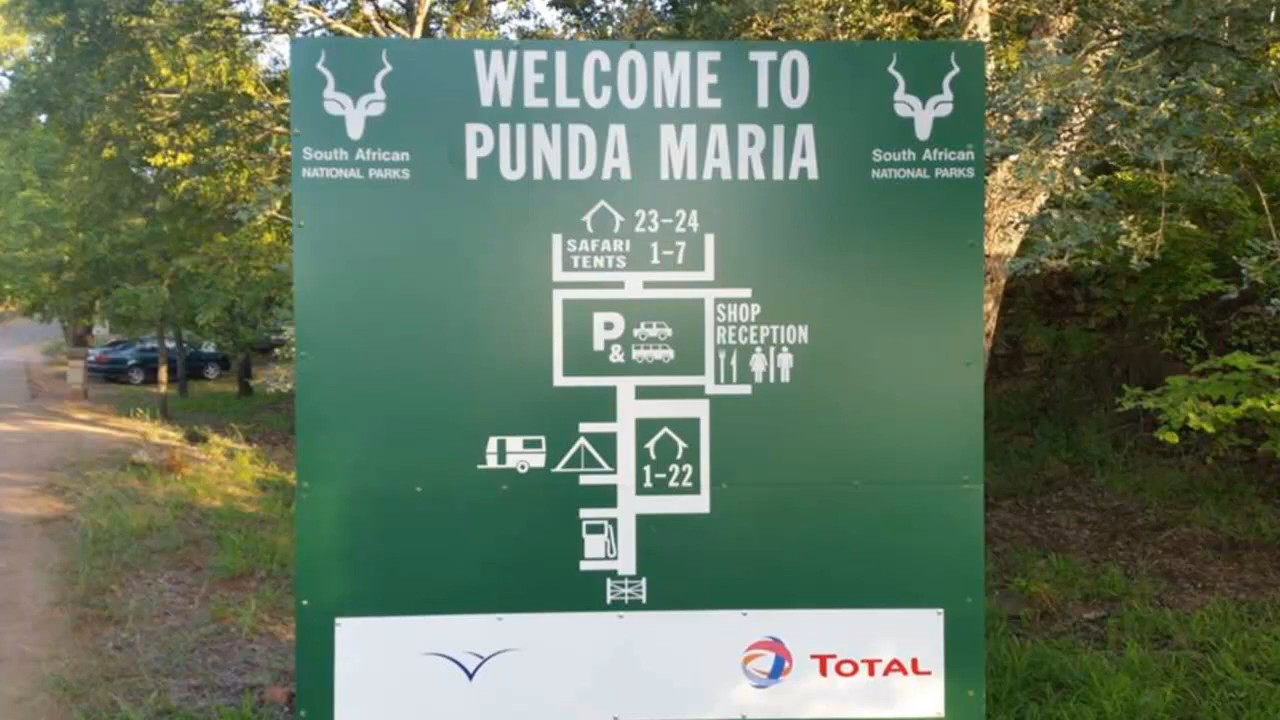 WELCOME TO
PUNDA MARIA
South African
NATIONAL PARKS
South African
NATIONAL PARKS
23-24
SAFARI
TENTS
1-7
P
&
SHOP
RECEPTION
1-22
TOTAL